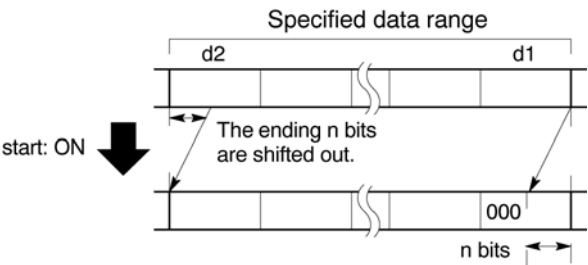 Specified data range
d2 d1
The ending n bits
are shifted out.
start: ON
000
n bits